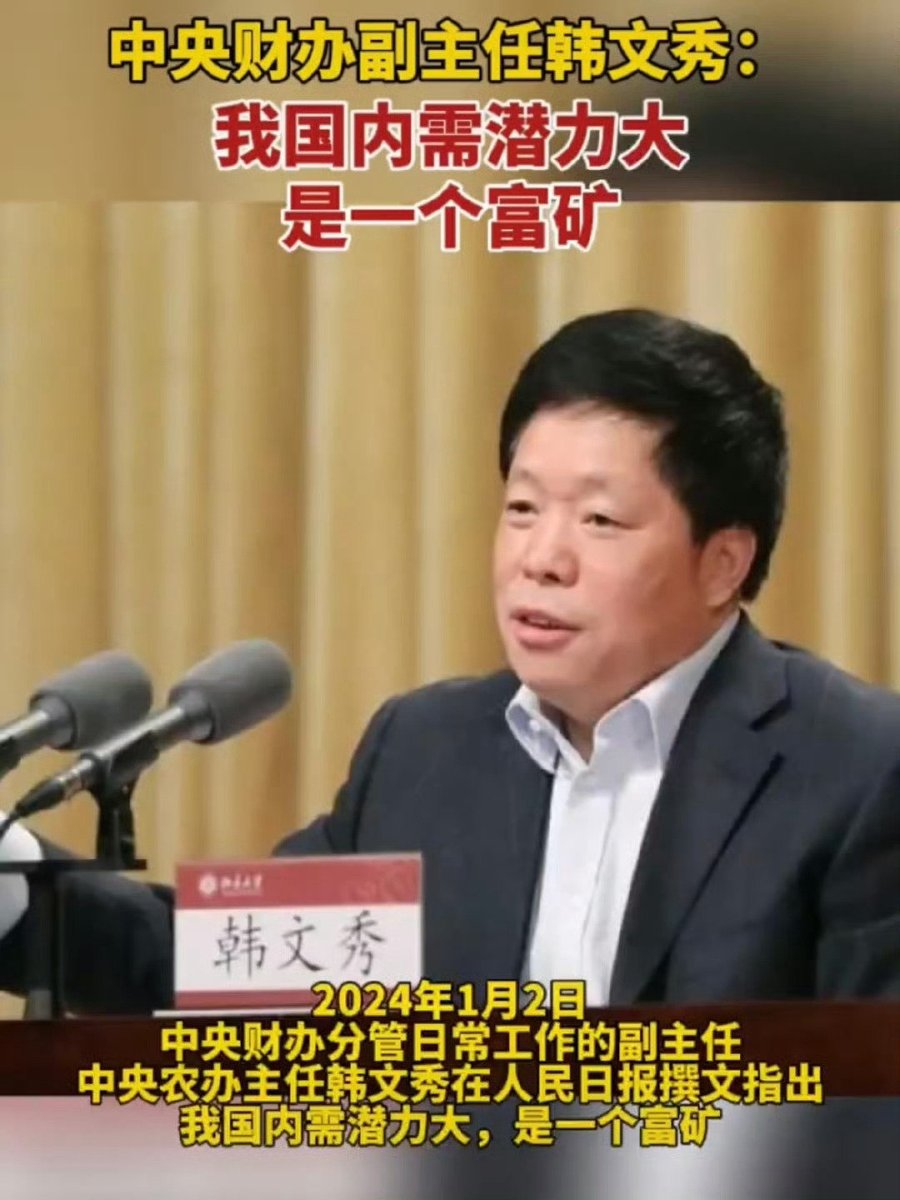 中央财办副主任韩文秀：
我国内需潜力大
是一个富矿
北京大学
韩文秀
2024年1月2日
中央财办分管日常工作的副主任
中央农办主任韩文秀在人民日报撰文指出
我国内需潜力大，是一个富矿